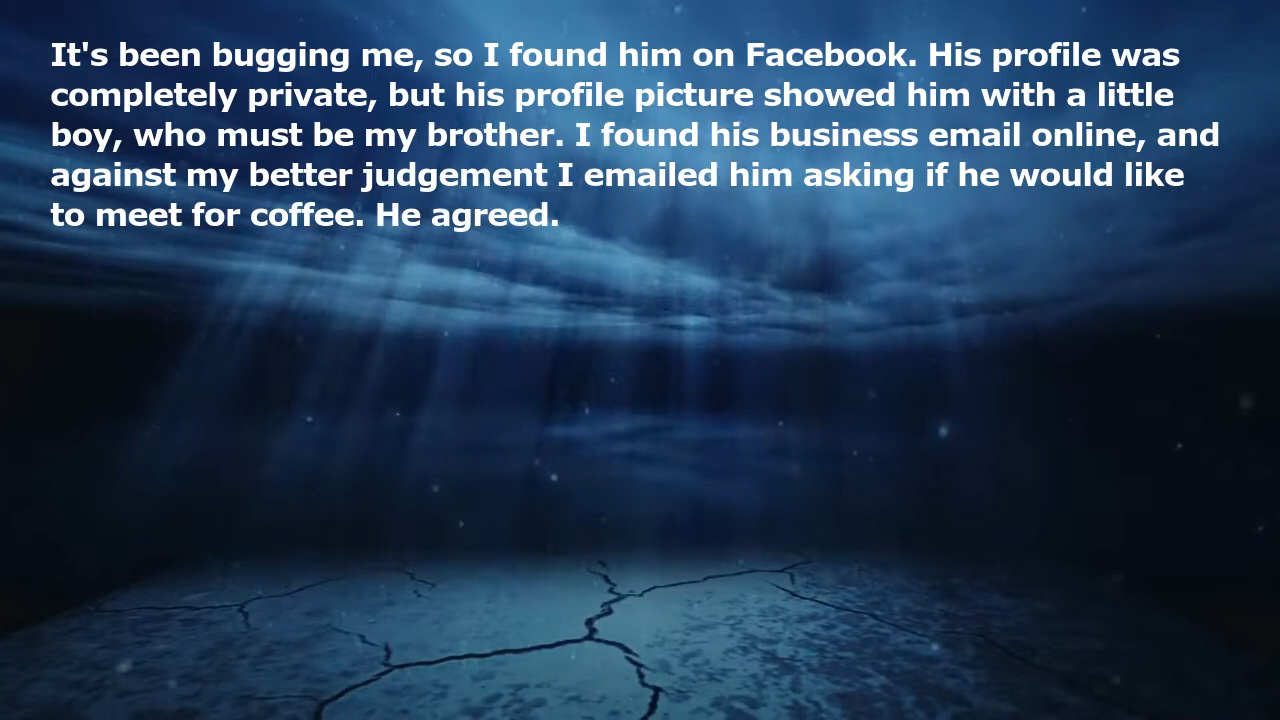 It's been bugging me, so I found him on Facebook. His profile was
completely private, but his profile picture showed him with a little
boy, who must be my brother. I found his business email online, and
against my better judgement I emailed him asking if he would like
to meet for coffee. He agreed.